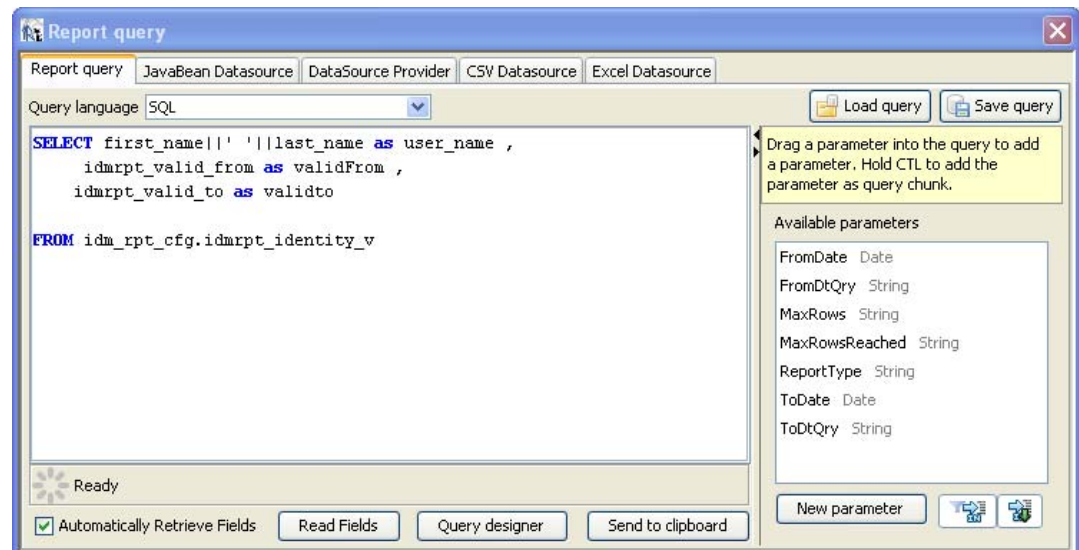 Report query
Report query JavaBean Datasource DataSource Provider CSV Datasource Excel Datasource
Query language SQL Load query Save query
SELECT first_name||' '||last_name as user_name ,
idmrpt_valid_from as validFrom ,
idmrpt_valid_to as validto
FROM idm_rpt_cfg.idmrpt_identity_v
Drag a parameter into the query to add
a parameter. Hold CTL to add the
parameter as query chunk.
Available parameters
FromDate Date
FromDtQry String
MaxRows String
MaxRowsReached String
ReportType String
ToDate Date
ToDtQry String
Ready
New parameter
Automatically Retrieve Fields Read Fields Query designer Send to clipboard